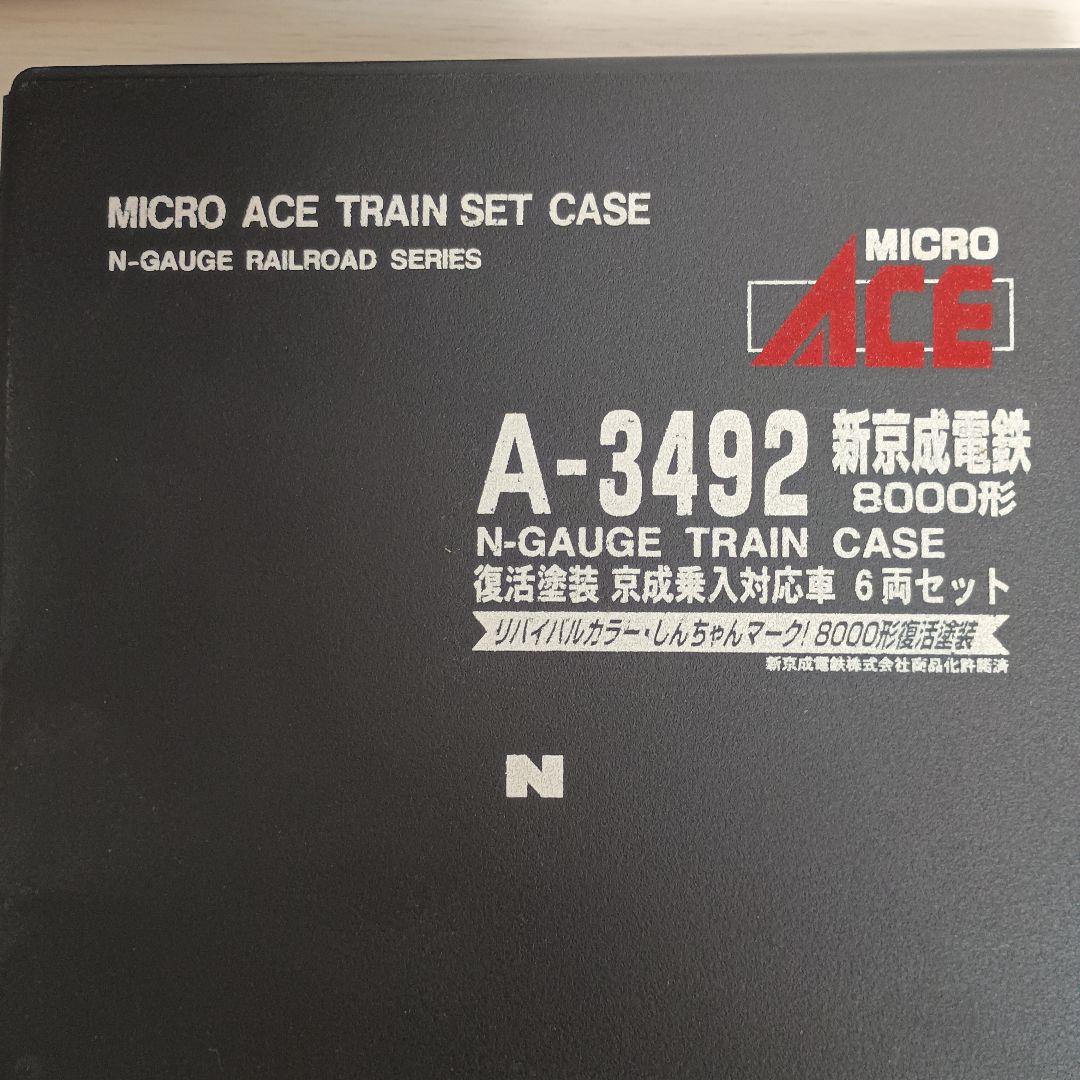 MICRO ACE TRAIN SET CASE
N-GAUGE RAILROAD SERIES
MICRO
ACE
A-3492 新京成電鉄
8000形
N-GAUGE TRAIN CASE
復活塗装 京成乗入対応車 6両セット
リバイバルカラー・しんちゃんマーク!8000形復活塗装
新京成電鉄株式会社商品化許諾済
N